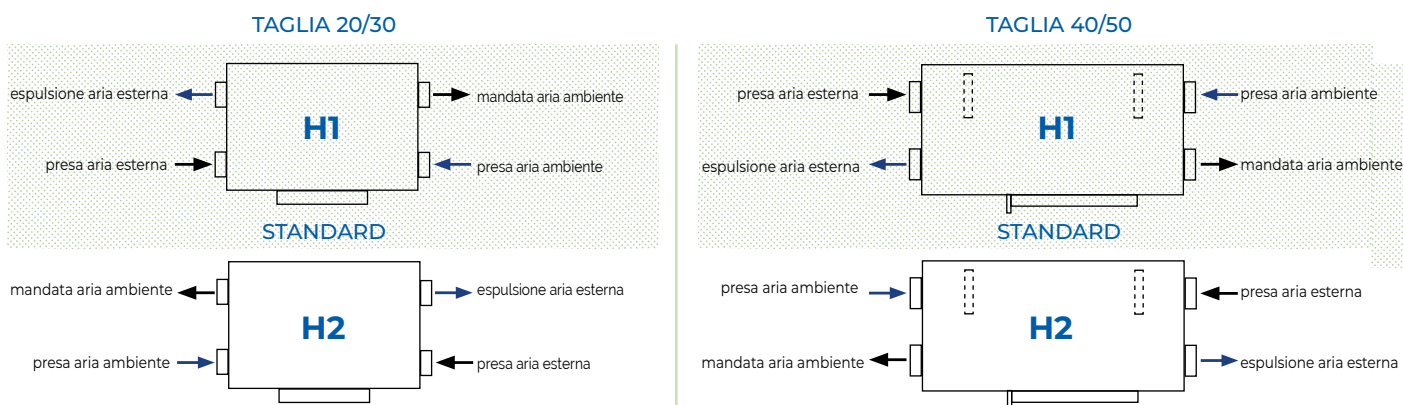 TAGLIA 20/30
espulsione aria esterna
mandata aria ambiente
H1
presa aria esterna
presa aria ambiente
STANDARD
mandata aria ambiente
espulsione aria esterna
H2
presa aria ambiente
presa aria esterna
TAGLIA 40/50
presa aria esterna
presa aria ambiente
H1
espulsione aria esterna
mandata aria ambiente
STANDARD
presa aria ambiente
presa aria esterna
H2
mandata aria ambiente
espulsione aria esterna